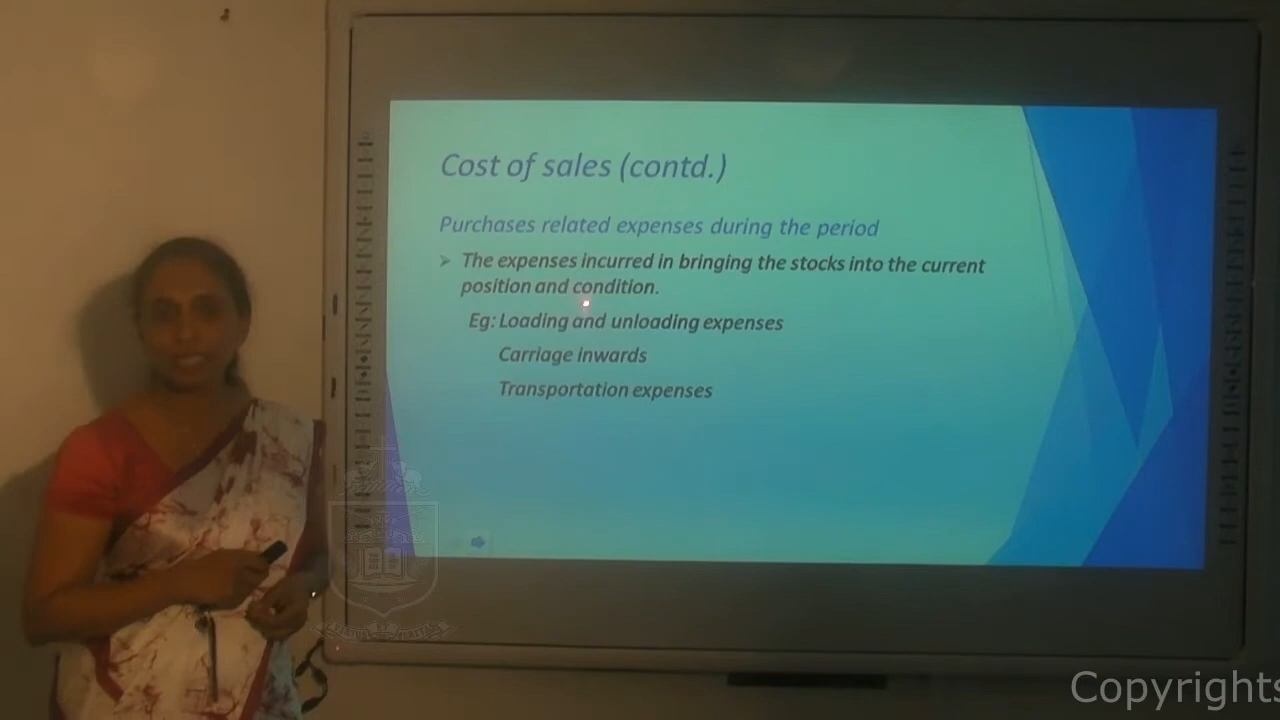 Cost of sales (contd.)
Purchases related expenses during the period
➢ The expenses incurred in bringing the stocks into the current
position and condition.
Eg: Loading and unloading expenses
Carriage inwards
Transportation expenses
Copyrights